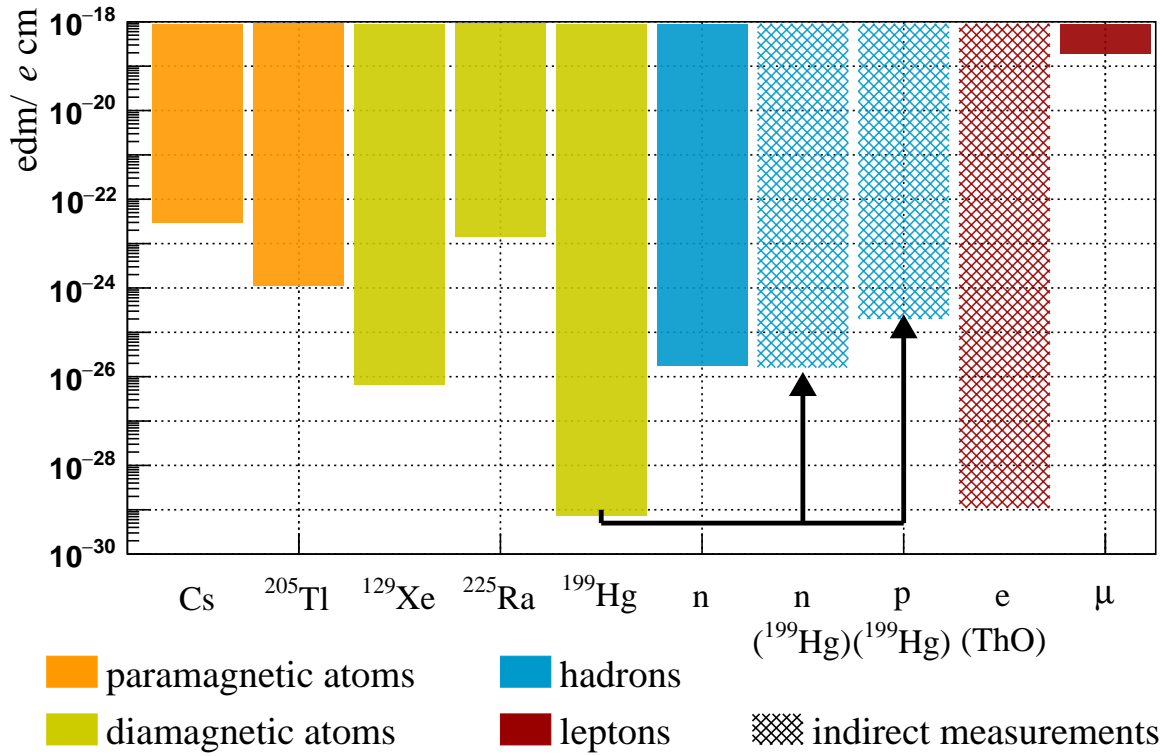 edm/ e cm
10⁻¹⁸
10⁻²⁰
10⁻²²
10⁻²⁴
10⁻²⁶
10⁻²⁸
10⁻³⁰
Cs ²⁰⁵Tl ¹²⁹Xe ²²⁵Ra ¹⁹⁹Hg n n p e μ
(¹⁹⁹Hg) (¹⁹⁹Hg) (ThO)
paramagnetic atoms hadrons
diamagnetic atoms leptons indirect measurements